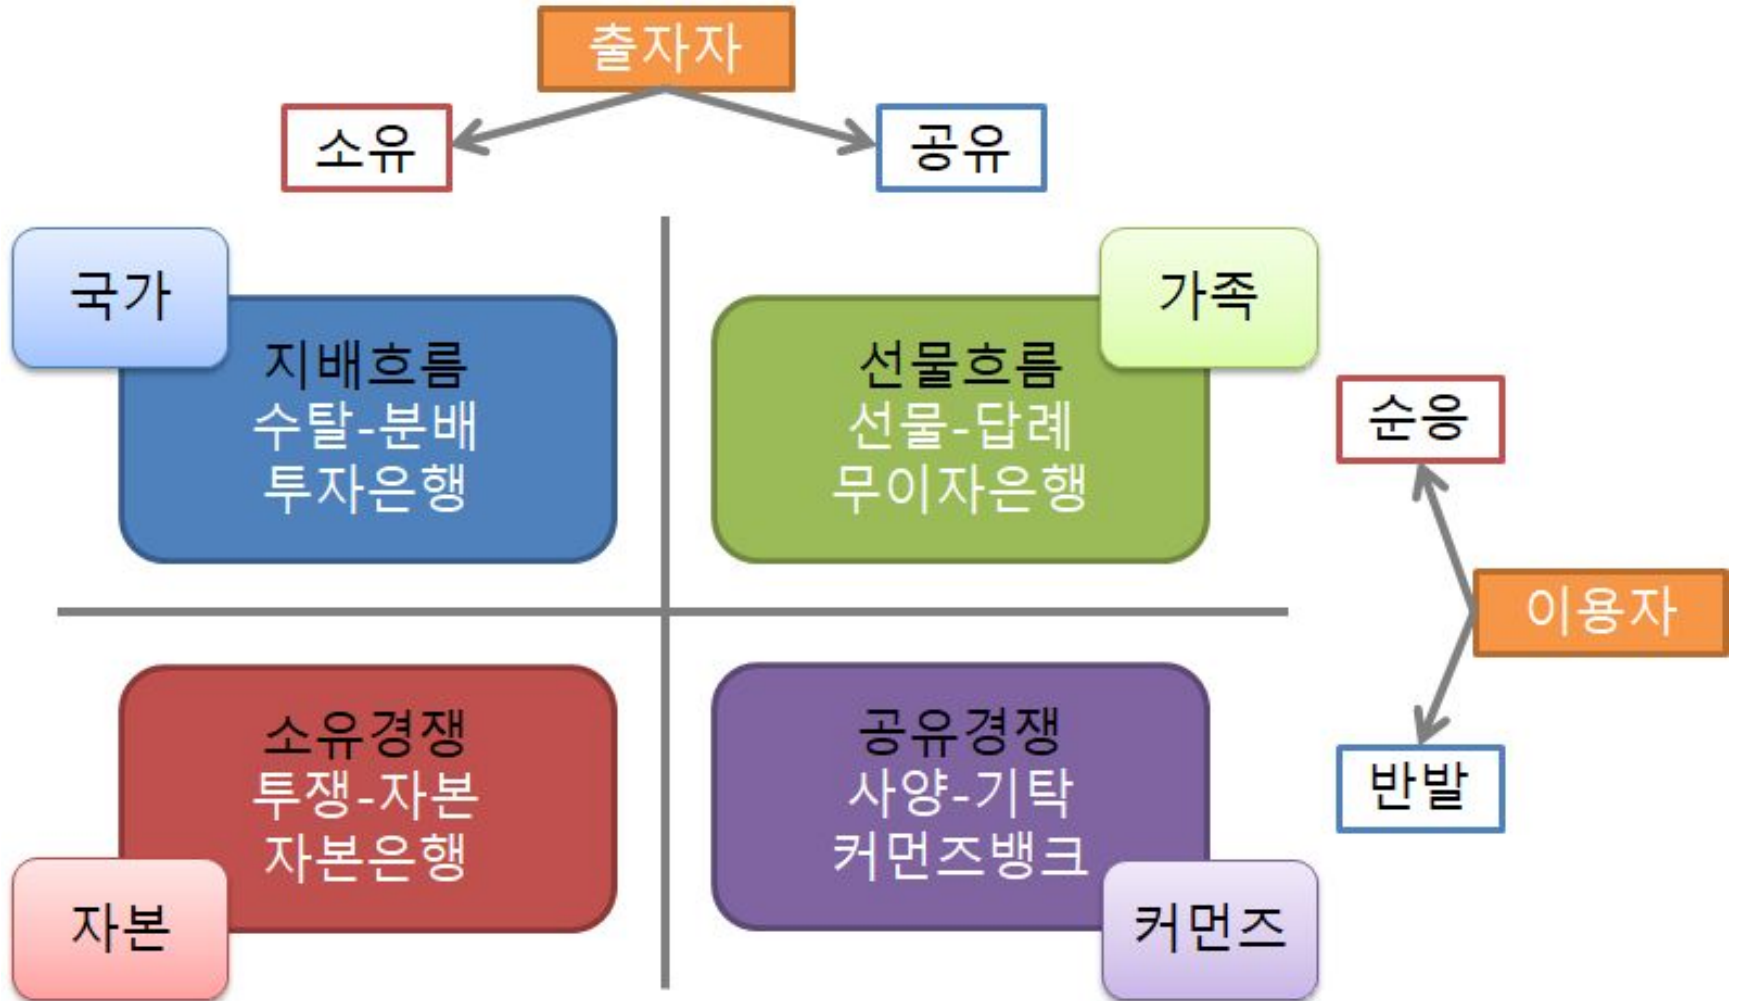 출자자
소유
공유
국가
지배흐름
수탈-분배
투자은행
가족
선물흐름
선물-답례
무이자은행
순응
이용자
반발
소유경쟁
투쟁-자본
자본은행
자본
공유경쟁
사양-기탁
커먼즈뱅크
커먼즈